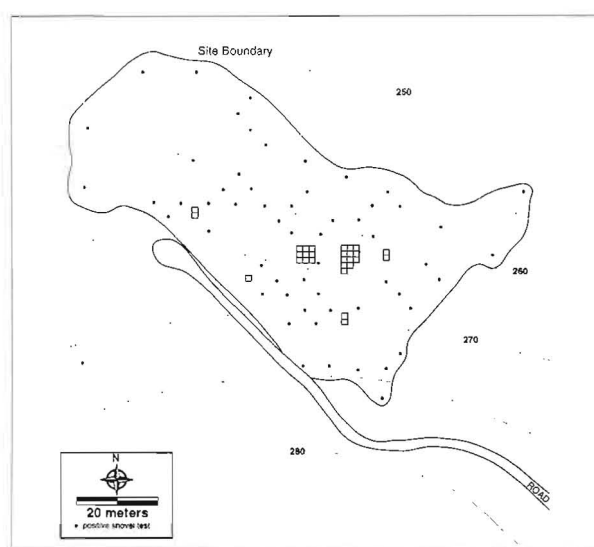 Site Boundary
250
260
270
280
ROAD
N
20 meters
• positive shovel test